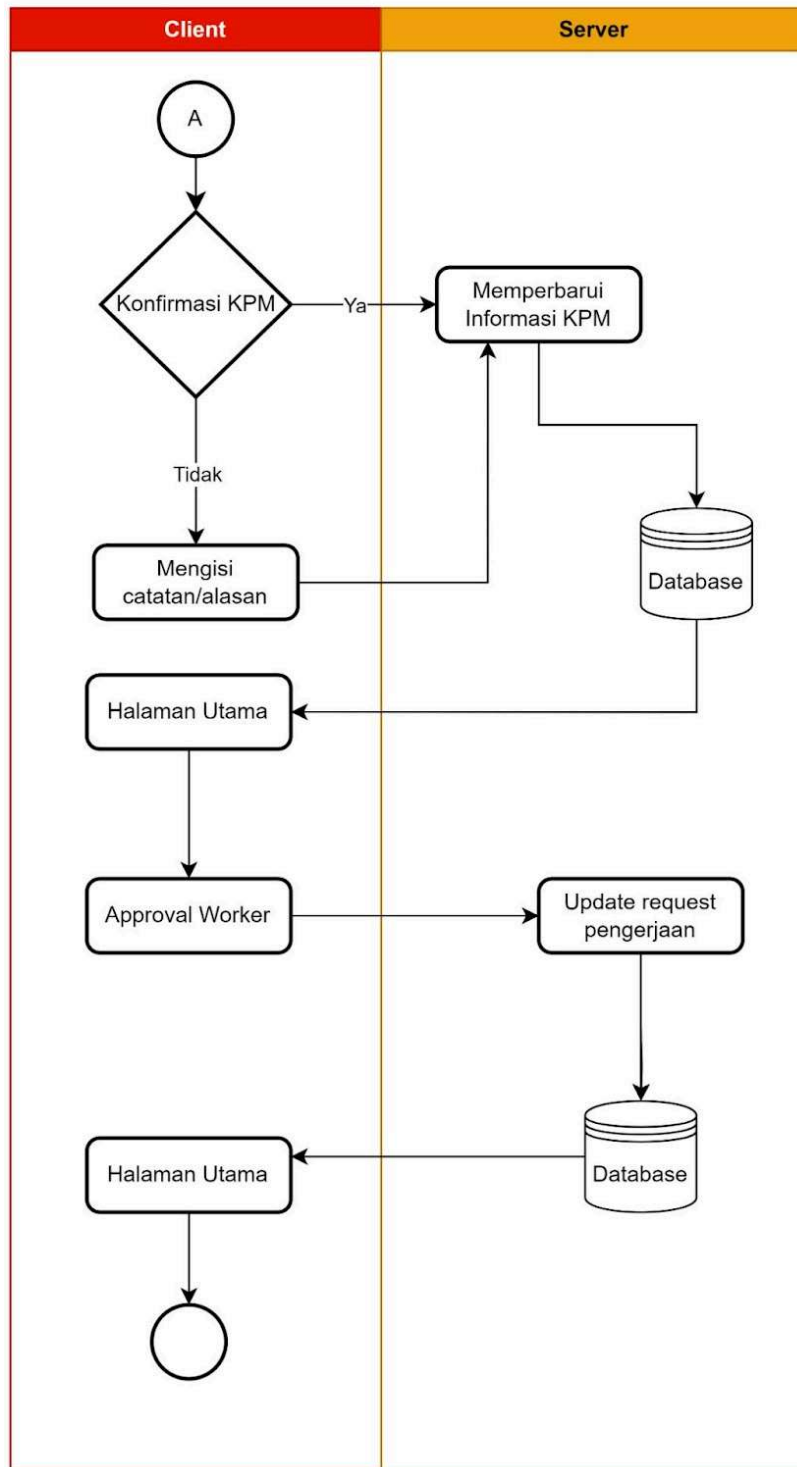 Client
Server
A
Konfirmasi KPM
Ya
Memperbarui
Informasi KPM
Tidak
Mengisi
catatan/alasan
Database
Halaman Utama
Approval Worker
Update request
pengerjaan
Halaman Utama
Database